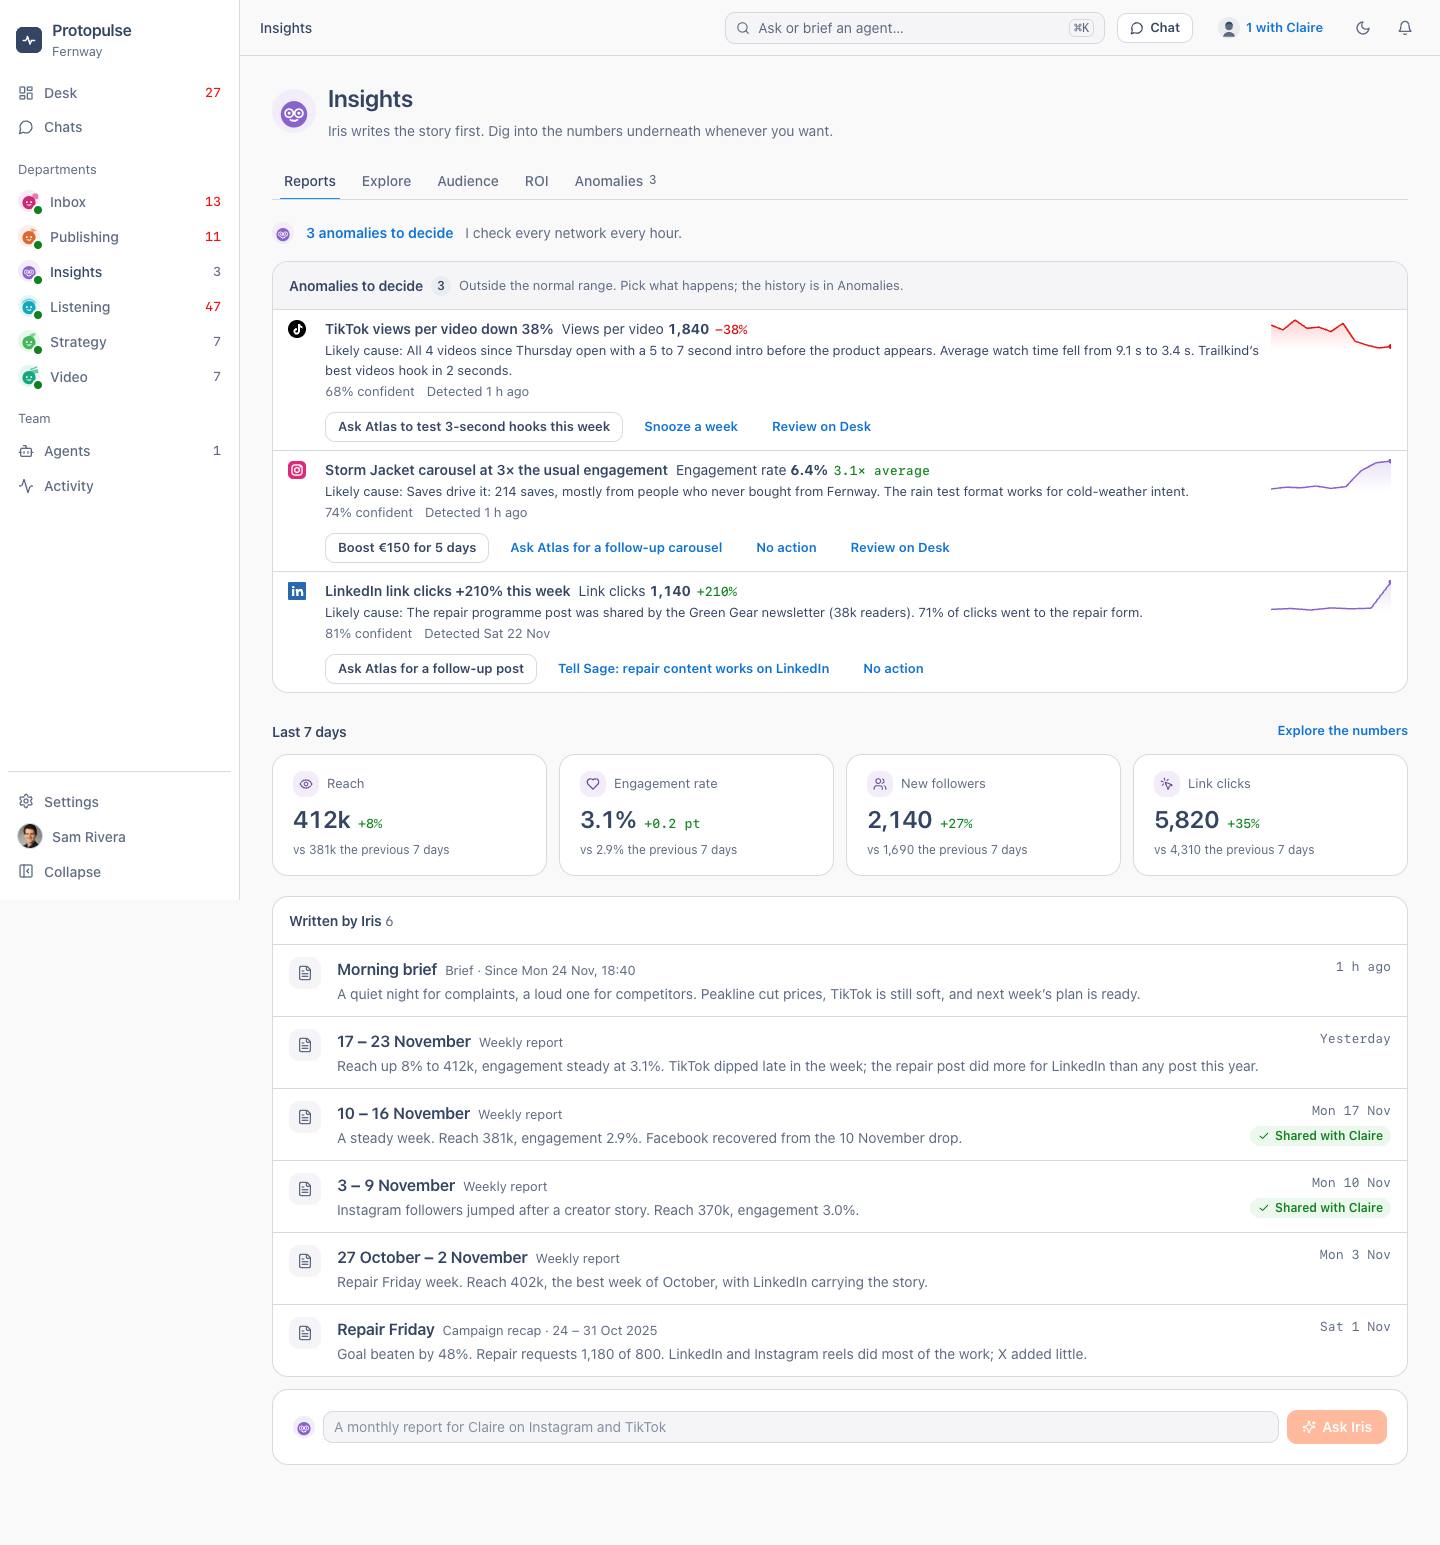 Protopulse
Fernway
Desk 27
Chats
Departments
Inbox 13
Publishing 11
Insights 3
Listening 47
Strategy 7
Video 7
Team
Agents 1
Activity
Settings
Sam Rivera
Collapse
Insights
Ask or brief an agent... ⌘K
Chat
1 with Claire
Insights
Iris writes the story first. Dig into the numbers underneath whenever you want.
Reports Explore Audience ROI Anomalies 3
3 anomalies to decide I check every network every hour.
Anomalies to decide 3 Outside the normal range. Pick what happens; the history is in Anomalies.
TikTok views per video down 38% Views per video 1,840 −38%
Likely cause: All 4 videos since Thursday open with a 5 to 7 second intro before the product appears. Average watch time fell from 9.1 s to 3.4 s. Trailkind's
best videos hook in 2 seconds.
68% confident Detected 1 h ago
Ask Atlas to test 3-second hooks this week Snooze a week Review on Desk
Storm Jacket carousel at 3× the usual engagement Engagement rate 6.4% 3.1× average
Likely cause: Saves drive it: 214 saves, mostly from people who never bought from Fernway. The rain test format works for cold-weather intent.
74% confident Detected 1 h ago
Boost €150 for 5 days Ask Atlas for a follow-up carousel No action Review on Desk
in LinkedIn link clicks +210% this week Link clicks 1,140 +210%
Likely cause: The repair programme post was shared by the Green Gear newsletter (38k readers). 71% of clicks went to the repair form.
81% confident Detected Sat 22 Nov
Ask Atlas for a follow-up post Tell Sage: repair content works on LinkedIn No action
Last 7 days Explore the numbers
Reach
412k +8%
vs 381k the previous 7 days
Engagement rate
3.1% +0.2 pt
vs 2.9% the previous 7 days
New followers
2,140 +27%
vs 1,690 the previous 7 days
Link clicks
5,820 +35%
vs 4,310 the previous 7 days
Written by Iris 6
Morning brief Brief · Since Mon 24 Nov, 18:40 1 h ago
A quiet night for complaints, a loud one for competitors. Peakline cut prices, TikTok is still soft, and next week's plan is ready.
17 – 23 November Weekly report Yesterday
Reach up 8% to 412k, engagement steady at 3.1%. TikTok dipped late in the week; the repair post did more for LinkedIn than any post this year.
10 – 16 November Weekly report Mon 17 Nov
A steady week. Reach 381k, engagement 2.9%. Facebook recovered from the 10 November drop. Shared with Claire
3 – 9 November Weekly report Mon 10 Nov
Instagram followers jumped after a creator story. Reach 370k, engagement 3.0%. Shared with Claire
27 October – 2 November Weekly report Mon 3 Nov
Repair Friday week. Reach 402k, the best week of October, with LinkedIn carrying the story.
Repair Friday Campaign recap · 24 – 31 Oct 2025 Sat 1 Nov
Goal beaten by 48%. Repair requests 1,180 of 800. LinkedIn and Instagram reels did most of the work; X added little.
A monthly report for Claire on Instagram and TikTok Ask Iris